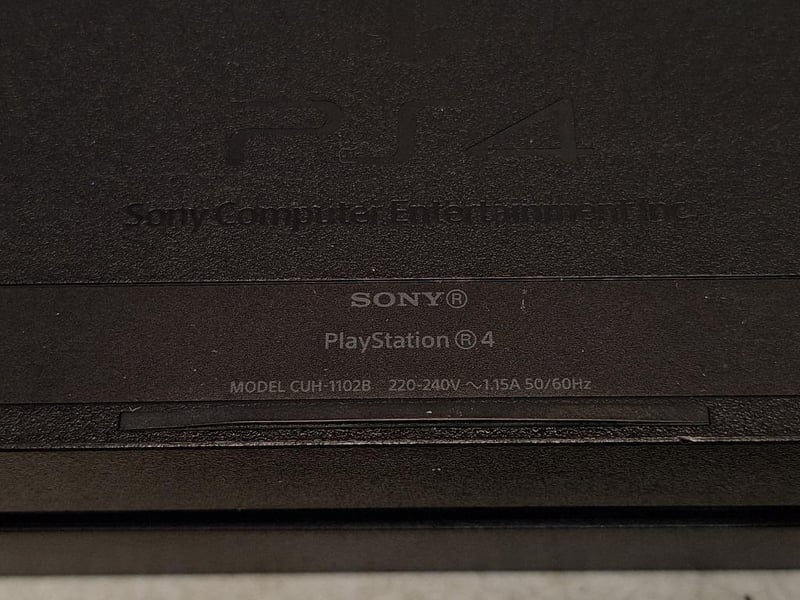 PS4
Sony Computer Entertainment Inc.
SONY®
PlayStation®4
MODEL CUH-1102B 220-240V ～1.15A 50/60Hz